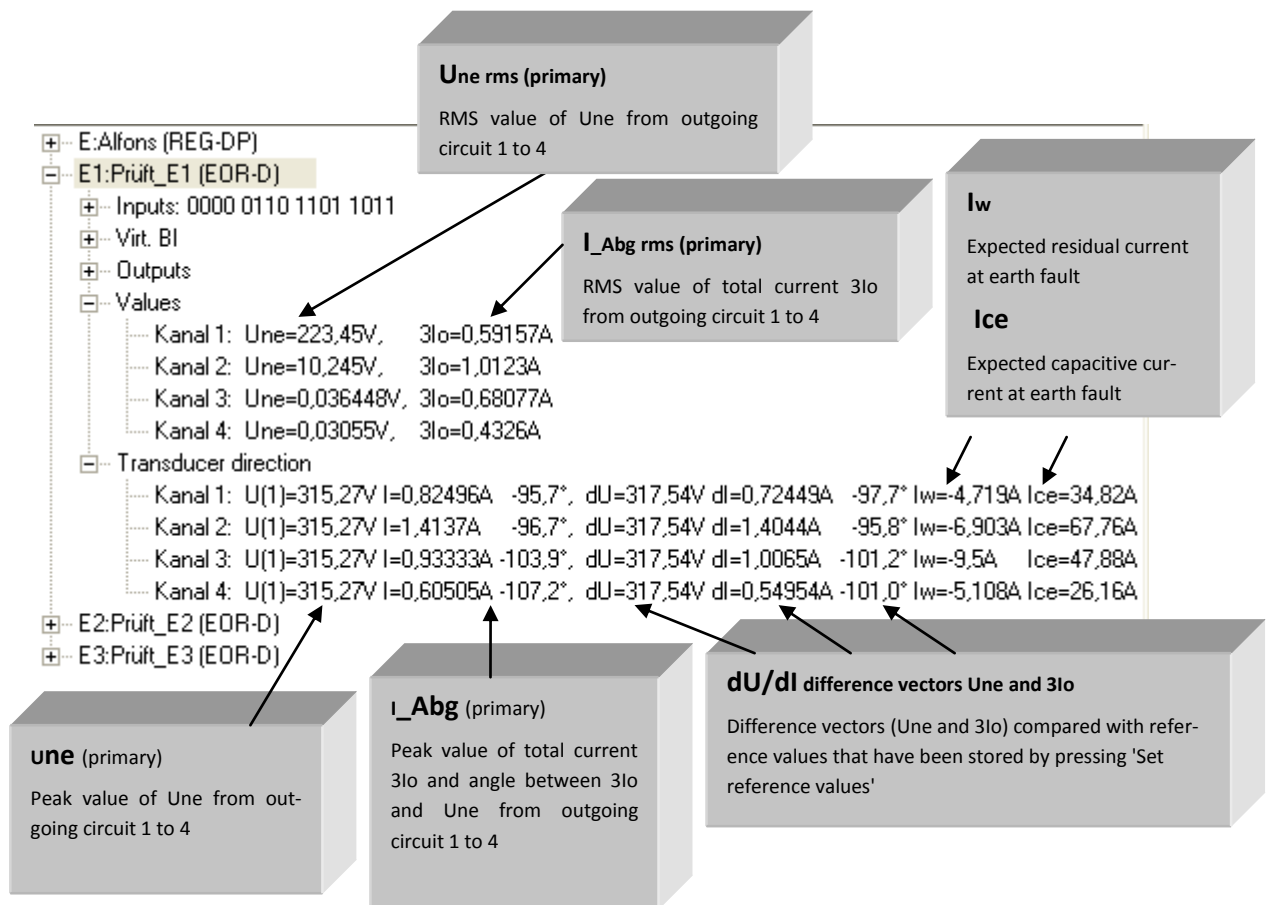 Une rms (primary)
RMS value of Une from outgoing
circuit 1 to 4
E:Alfons (REG-DP)
E1:Prüft_E1 (EOR-D)
Inputs: 0000 0110 1101 1011
Virt. BI
Outputs
Values
Kanal 1: Une=223,45V, 3Io=0,59157A
Kanal 2: Une=10,245V, 3Io=1,0123A
Kanal 3: Une=0,036448V, 3Io=0,68077A
Kanal 4: Une=0,03055V, 3Io=0,4326A
Transducer direction
Kanal 1: U(1)=315,27V I=0,82496A -95,7°, dU=317,54V dI=0,72449A -97,7° Iw=-4,719A Ice=34,82A
Kanal 2: U(1)=315,27V I=1,4137A -96,7°, dU=317,54V dI=1,4044A -95,8° Iw=-6,903A Ice=67,76A
Kanal 3: U(1)=315,27V I=0,93333A -103,9°, dU=317,54V dI=1,0065A -101,2° Iw=-9,5A Ice=47,88A
Kanal 4: U(1)=315,27V I=0,60505A -107,2°, dU=317,54V dI=0,54954A -101,0° Iw=-5,108A Ice=26,16A
E2:Prüft_E2 (EOR-D)
E3:Prüft_E3 (EOR-D)
I_Abg rms (primary)
RMS value of total current 3Io
from outgoing circuit 1 to 4
Iw
Expected residual current
at earth fault
Ice
Expected capacitive cur-
rent at earth fault
une (primary)
Peak value of Une from out-
going circuit 1 to 4
I_Abg (primary)
Peak value of total current
3Io and angle between 3Io
and Une from outgoing
circuit 1 to 4
dU/dI difference vectors Une and 3Io
Difference vectors (Une and 3Io) compared with refer-
ence values that have been stored by pressing 'Set
reference values'